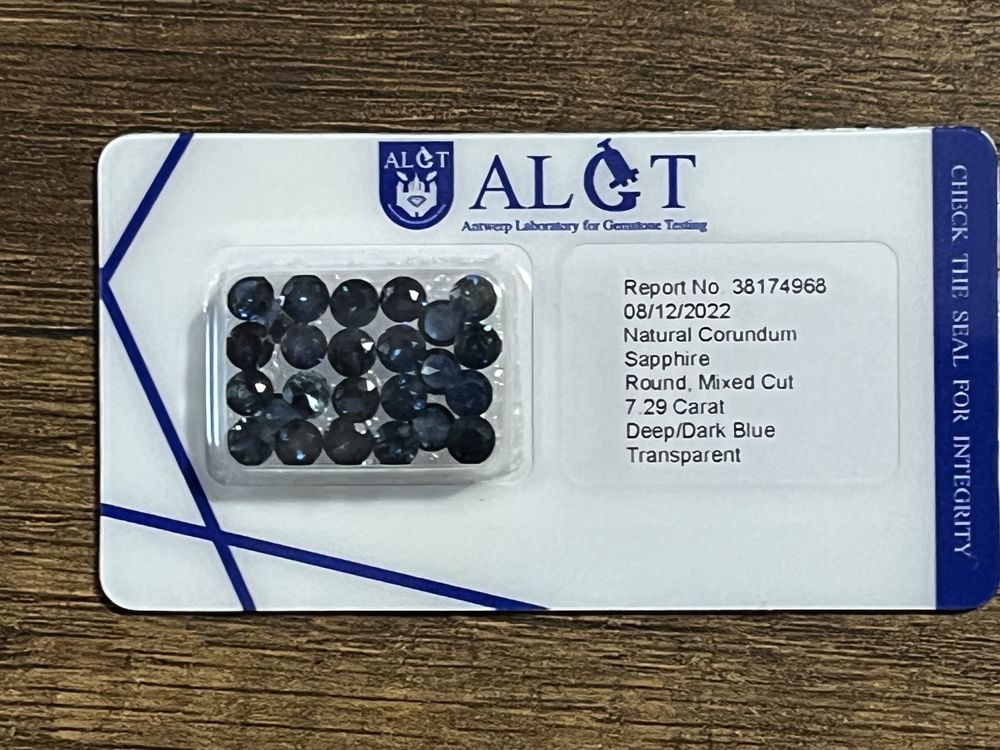 ALGT
ALGT
Antwerp Laboratory for Gemstone Testing
Report No. 38174968
08/12/2022
Natural Corundum
Sapphire
Round, Mixed Cut
7.29 Carat
Deep/Dark Blue
Transparent
CHECK THE SEAL FOR INTEGRITY